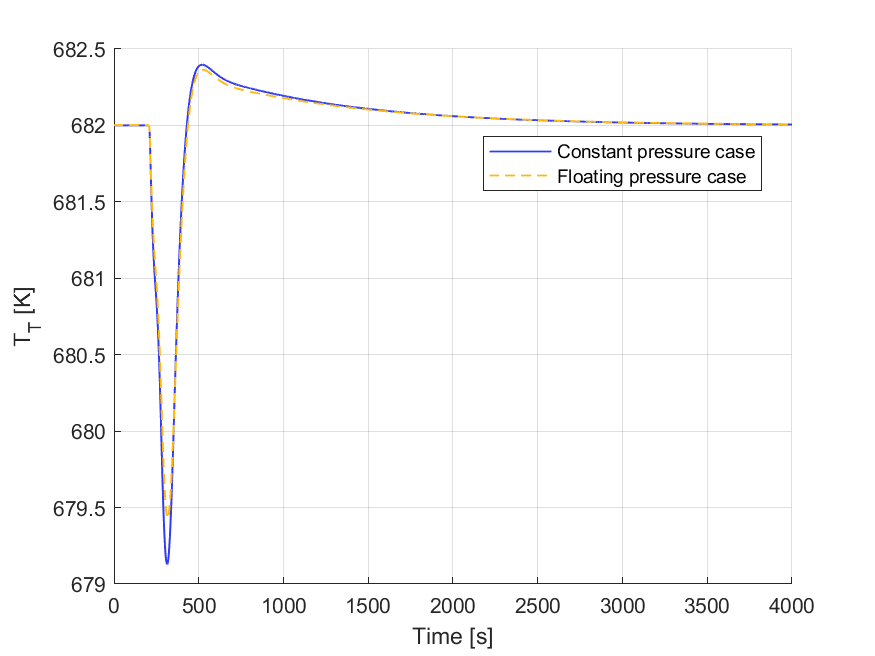 682.5
682
681.5
681
680.5
680
679.5
679
T_T [K]
0 500 1000 1500 2000 2500 3000 3500 4000
Time [s]
Constant pressure case
Floating pressure case